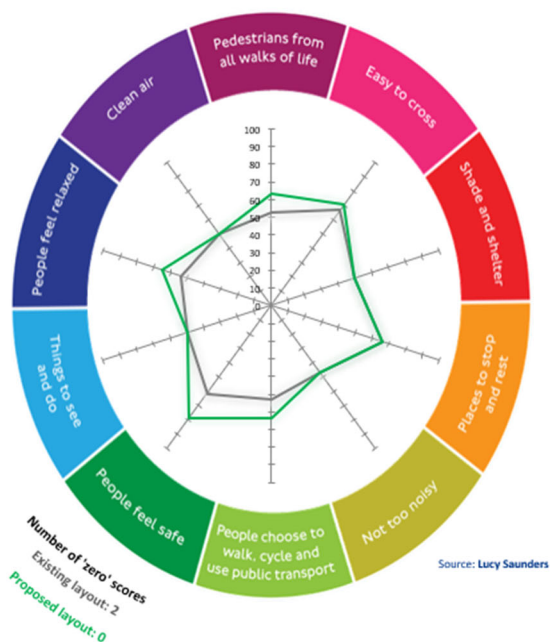 Pedestrians from
all walks of life
Easy to cross
Shade and shelter
Places to stop
and rest
Not too noisy
People choose to
walk, cycle and
use public transport
People feel safe
Things to see
and do
People feel relaxed
Clean air
100
90
80
70
60
50
40
30
20
10
0
Number of 'zero' scores
Existing layout: 2
Proposed layout: 0
Source: Lucy Saunders